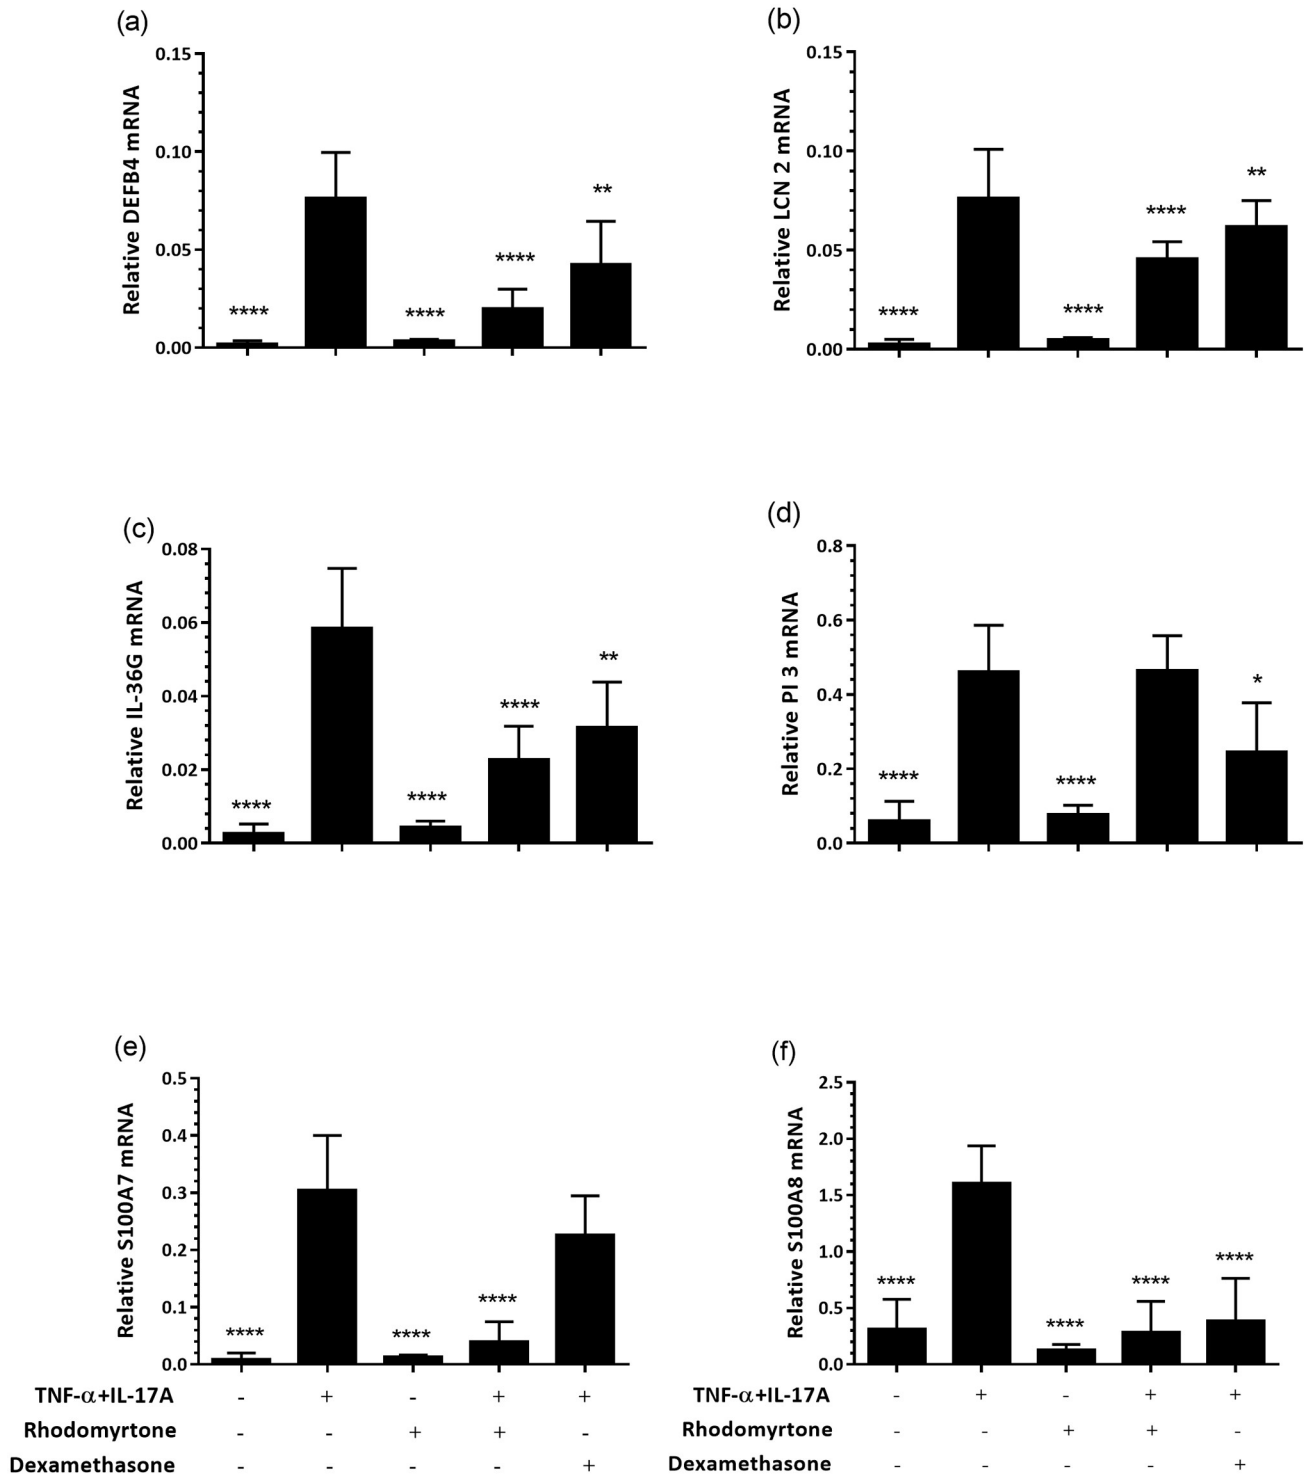 (a)
Relative DEFB4 mRNA
0.15
0.10
0.05
0.00
****
****
****
**
(b)
Relative LCN 2 mRNA
0.15
0.10
0.05
0.00
****
****
****
**
(c)
Relative IL-36G mRNA
0.08
0.06
0.04
0.02
0.00
****
****
****
**
(d)
Relative PI 3 mRNA
0.8
0.6
0.4
0.2
0.0
****
****
*
(e)
Relative S100A7 mRNA
0.5
0.4
0.3
0.2
0.1
0.0
****
****
****
TNF-α+IL-17A - + - + +
Rhodomyrtone - - + + -
Dexamethasone - - - - +
(f)
Relative S100A8 mRNA
2.5
2.0
1.5
1.0
0.5
0.0
****
****
****
****
TNF-α+IL-17A - + - + +
Rhodomyrtone - - + + -
Dexamethasone - - - - +